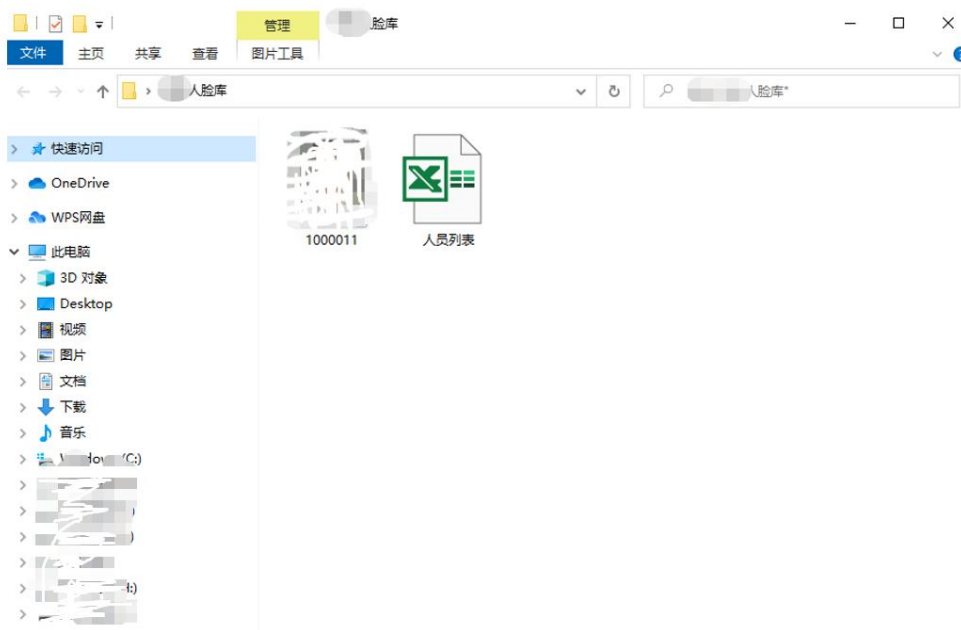 管理
脸库
文件 主页 共享 查看 图片工具
人脸库
人脸库*
快速访问
OneDrive
WPS网盘
此电脑
3D 对象
Desktop
视频
图片
文档
下载
音乐
(C:)
1000011
人员列表